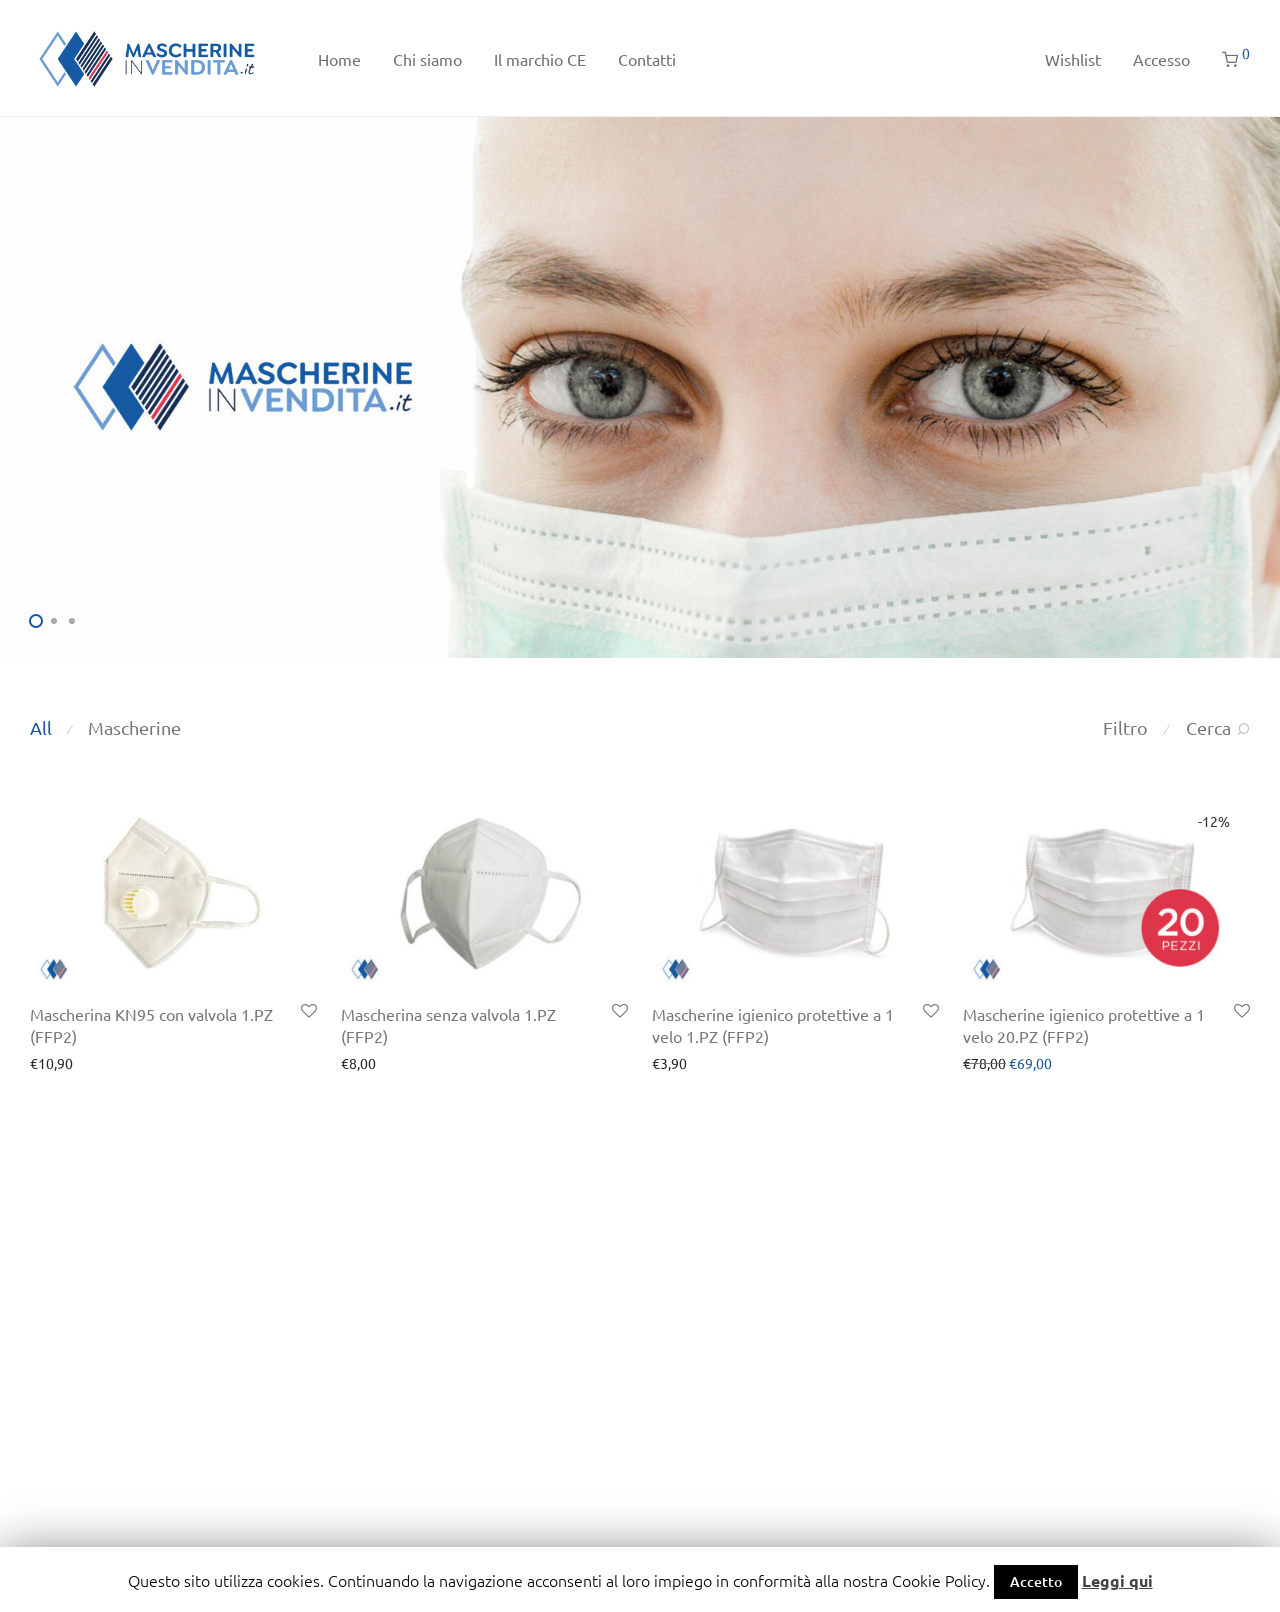 MASCHERINE
INVENDITA.it
Home
Chi siamo
Il marchio CE
Contatti
Wishlist
Accesso
0
MASCHERINE
INVENDITA.it
All / Mascherine
Filtro / Cerca
-12%
20
PEZZI
Mascherina KN95 con valvola 1.PZ
(FFP2)
€10,90
Mascherina senza valvola 1.PZ
(FFP2)
€8,00
Mascherine igienico protettive a 1
velo 1.PZ (FFP2)
€3,90
Mascherine igienico protettive a 1
velo 20.PZ (FFP2)
€78,00 €69,00
Questo sito utilizza cookies. Continuando la navigazione acconsenti al loro impiego in conformità alla nostra Cookie Policy. Accetto Leggi qui